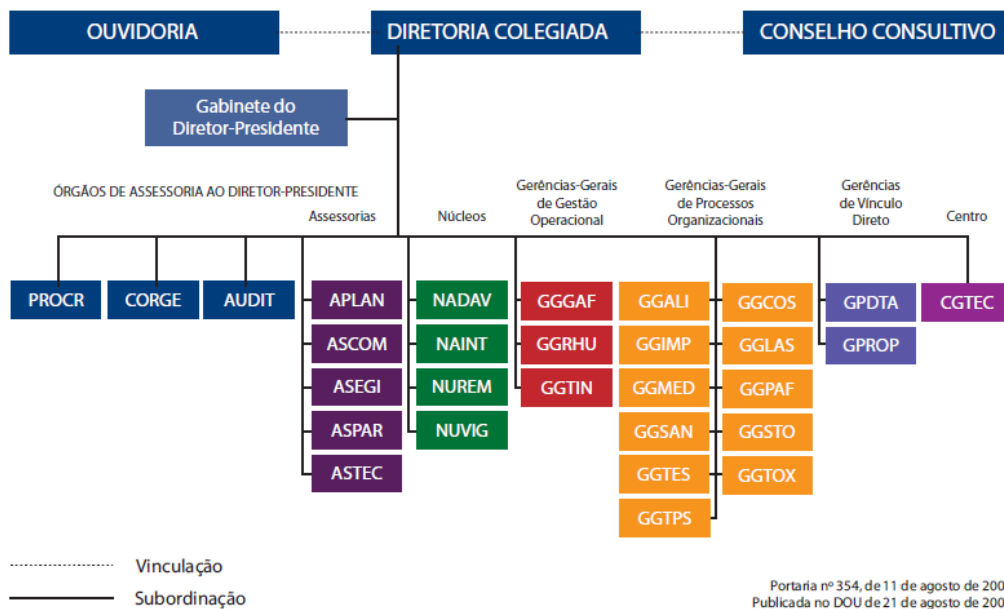 OUVIDORIA
DIRETORIA COLEGIADA
CONSELHO CONSULTIVO
Gabinete do
Diretor-Presidente
ÓRGÃOS DE ASSESSORIA AO DIRETOR-PRESIDENTE
Assessorias
Núcleos
Gerências-Gerais
de Gestão
Operacional
Gerências-Gerais
de Processos
Organizacionais
Gerências
de Vínculo
Direto
Centro
PROCR
CORGE
AUDIT
APLAN
ASCOM
ASEGI
ASPAR
ASTEC
NADAV
NAINT
NUREM
NUVIG
GGGAF
GGRHU
GGTIN
GGALI
GGIMP
GGMED
GGSAN
GGTES
GGTPS
GGCOS
GGLAS
GGPAF
GGSTO
GGTOX
GPDTA
GPROP
CGTEC
Vinculação
Subordinação
Portaria nº 354, de 11 de agosto de 200
Publicada no DOU de 21 de agosto de 200